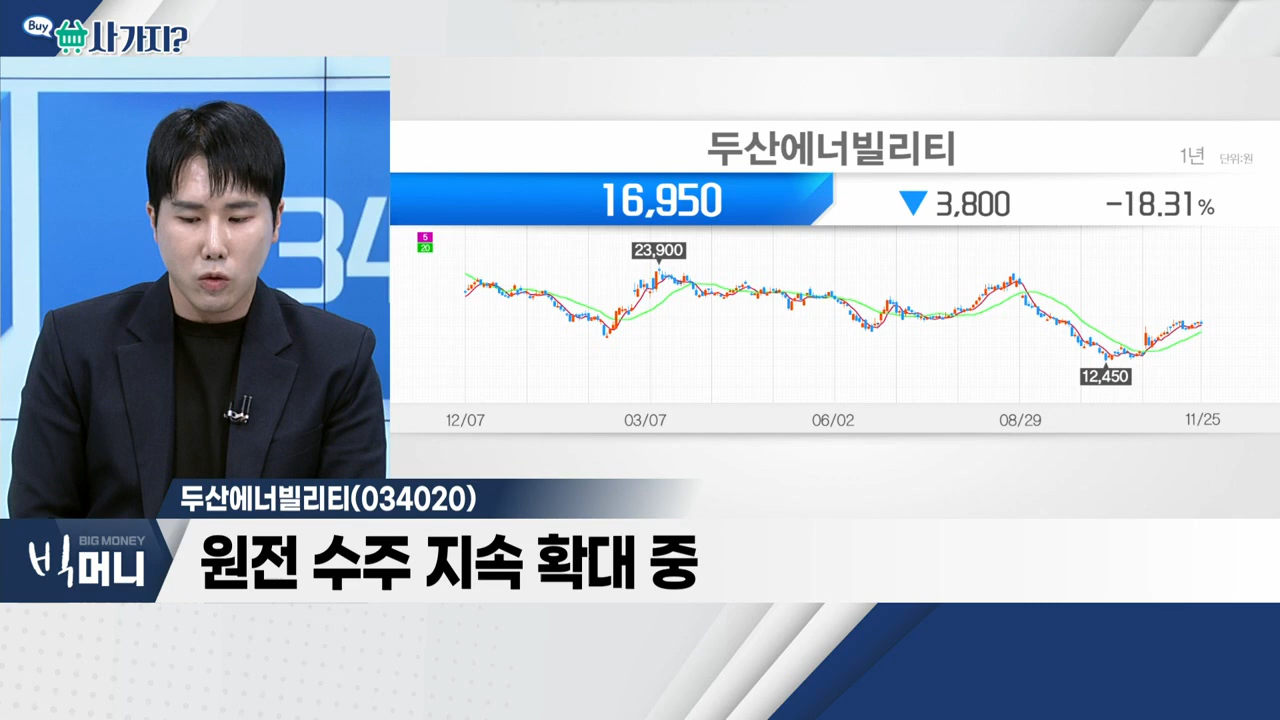 Buy
사가지?
34
두산에너빌리티
1년 단위:원
16,950 ▼ 3,800 -18.31%
5
20
23,900
12,450
12/07 03/07 06/02 08/29 11/25
두산에너빌리티(034020)
BIG MONEY
빅머니
원전 수주 지속 확대 중